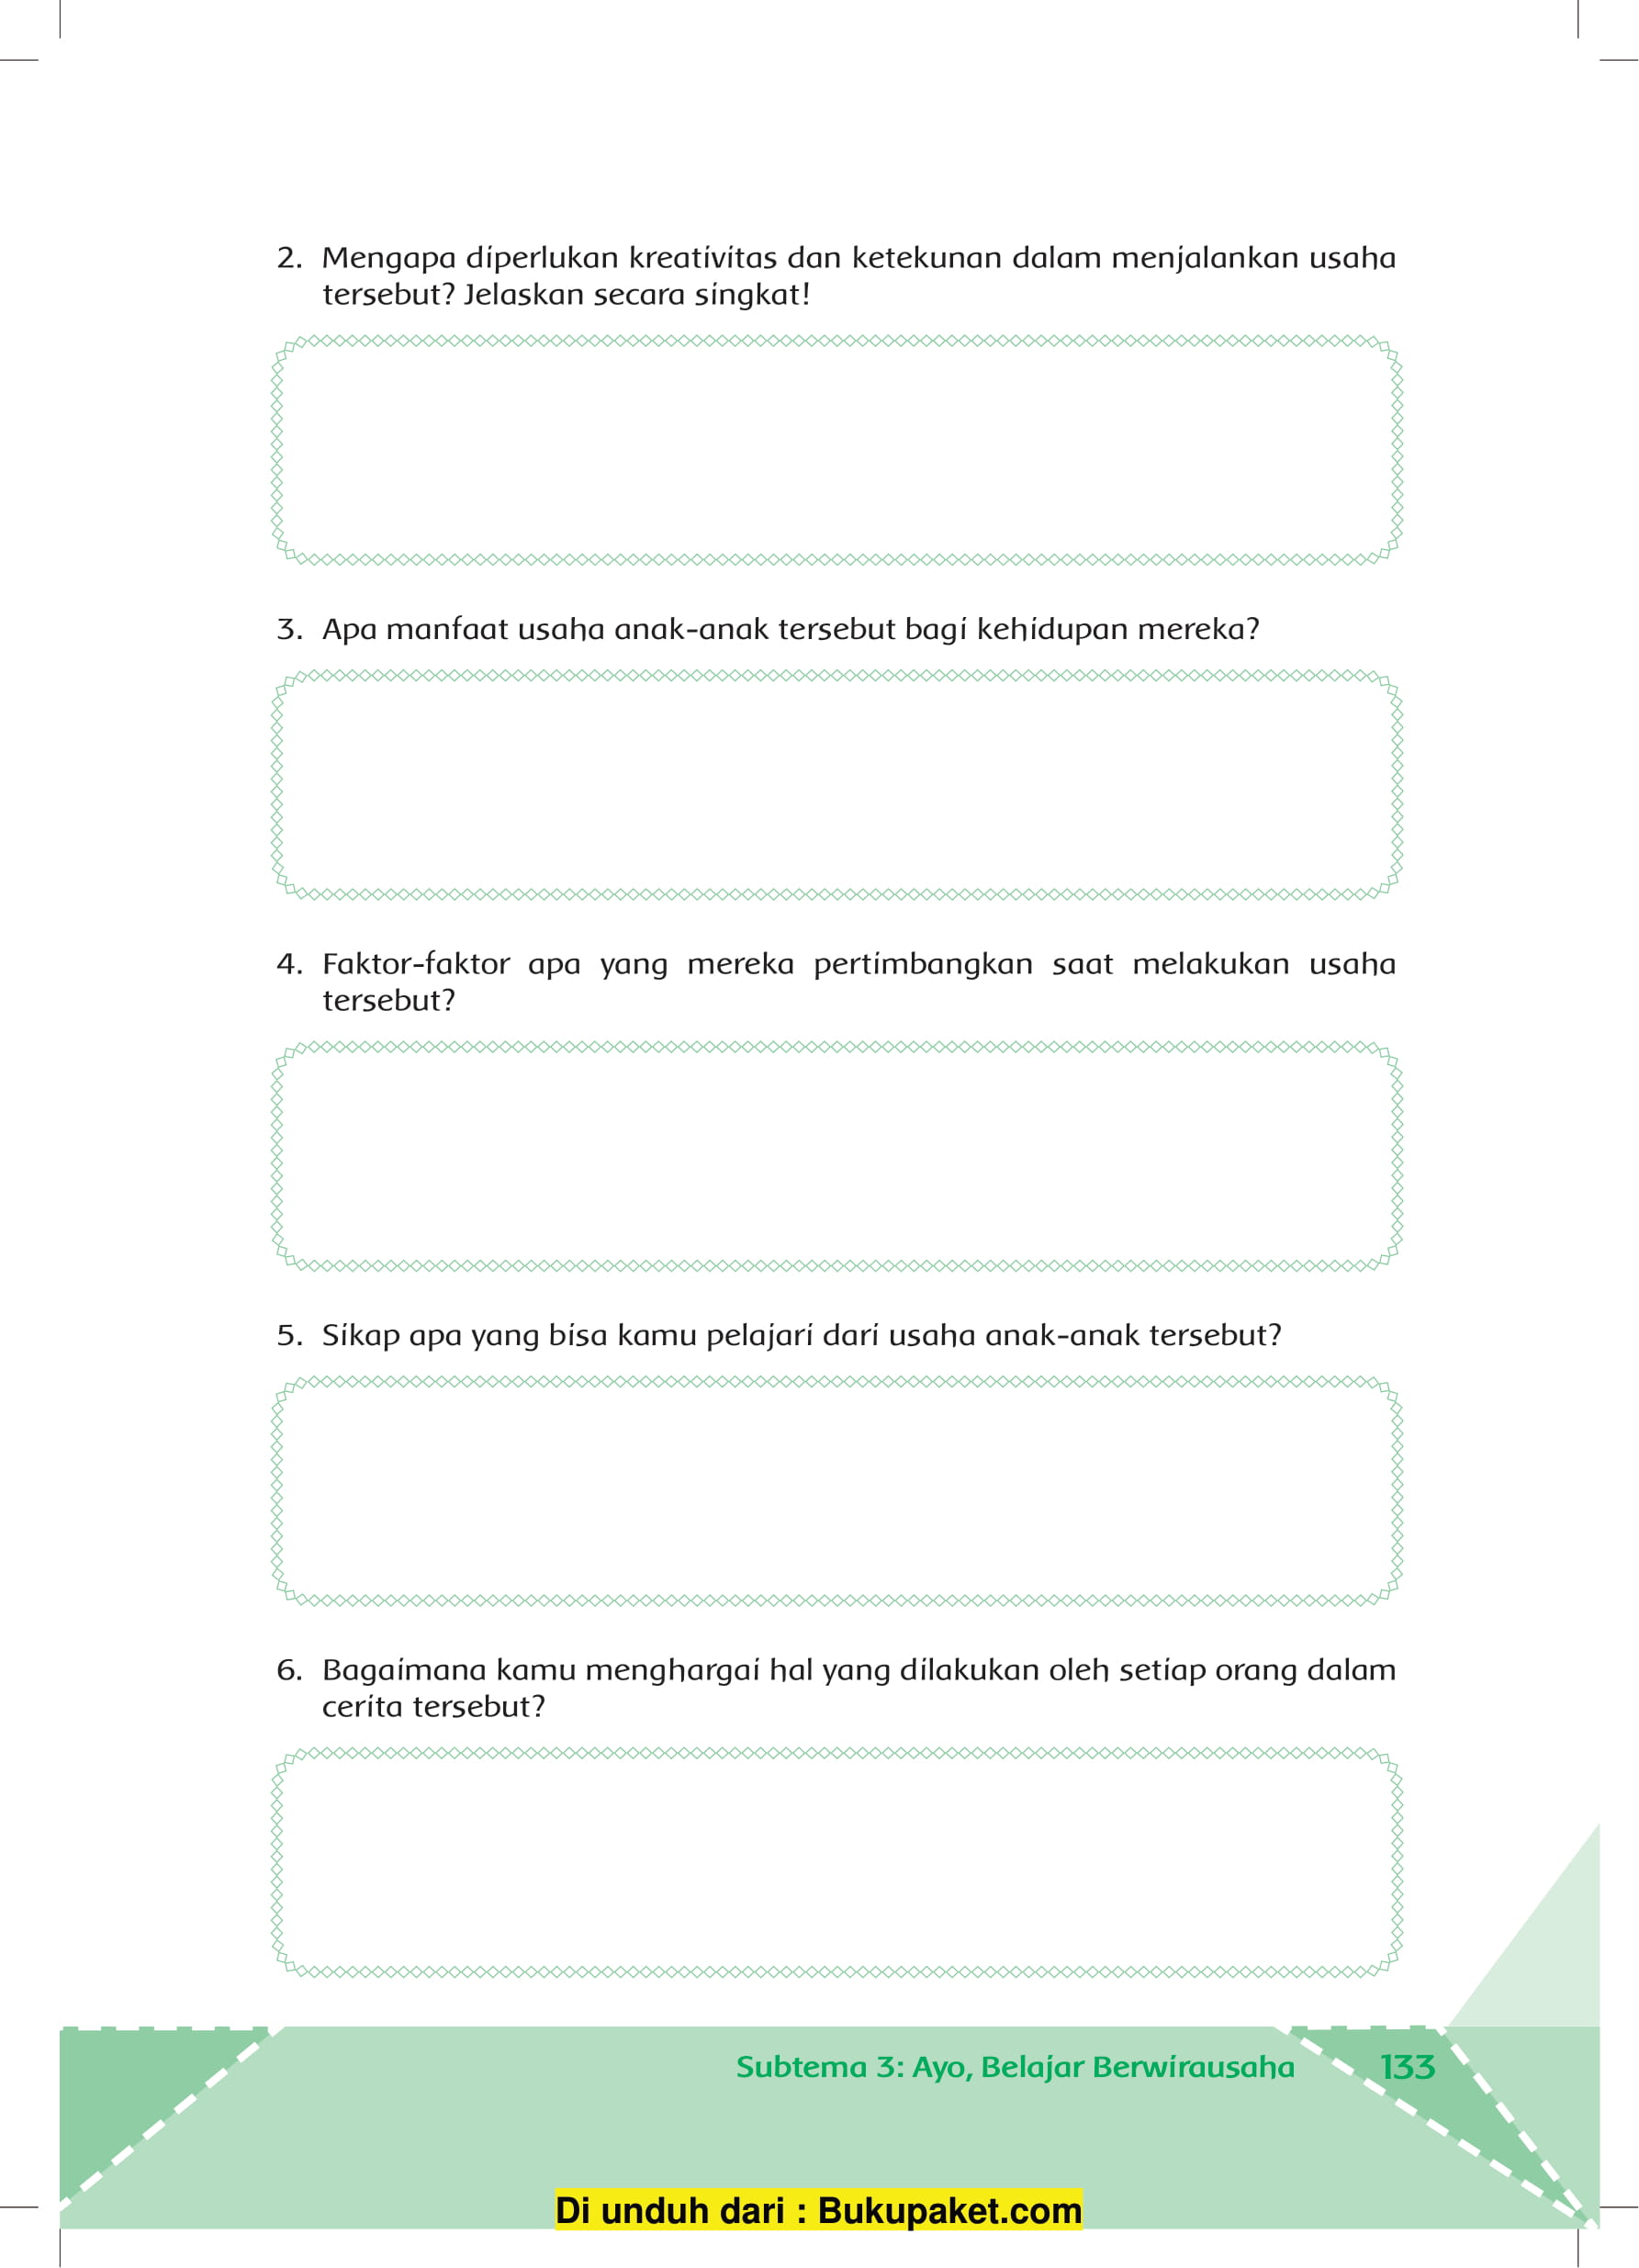 2. Mengapa diperlukan kreativitas dan ketekunan dalam menjalankan usaha
tersebut? Jelaskan secara singkat!
3. Apa manfaat usaha anak-anak tersebut bagi kehidupan mereka?
4. Faktor-faktor apa yang mereka pertimbangkan saat melakukan usaha
tersebut?
5. Sikap apa yang bisa kamu pelajari dari usaha anak-anak tersebut?
6. Bagaimana kamu menghargai hal yang dilakukan oleh setiap orang dalam
cerita tersebut?
Subtema 3: Ayo, Belajar Berwirausaha 133
Di unduh dari : Bukupaket.com